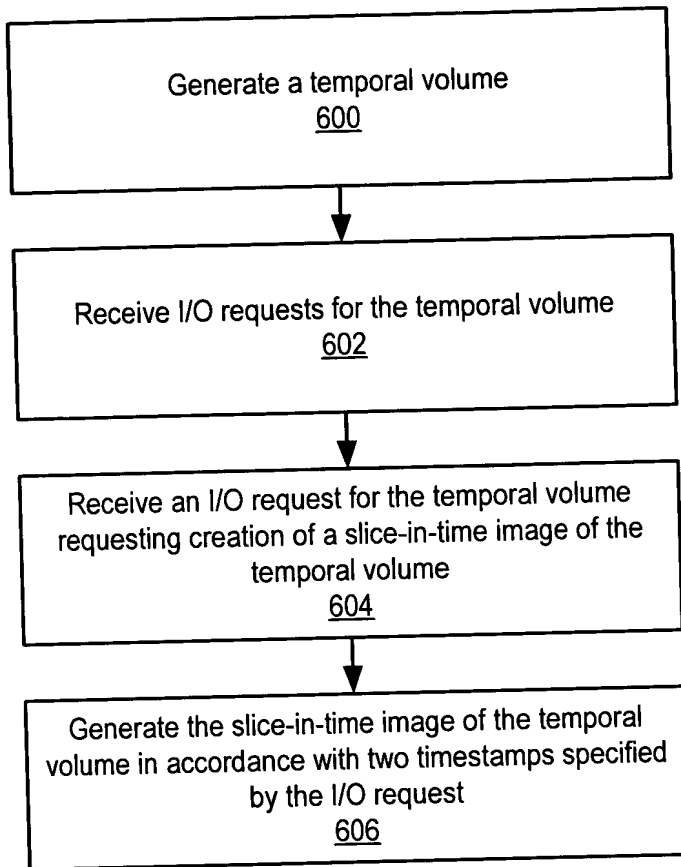 Generate a temporal volume
600
Receive I/O requests for the temporal volume
602
Receive an I/O request for the temporal volume
requesting creation of a slice-in-time image of the
temporal volume
604
Generate the slice-in-time image of the temporal
volume in accordance with two timestamps specified
by the I/O request
606